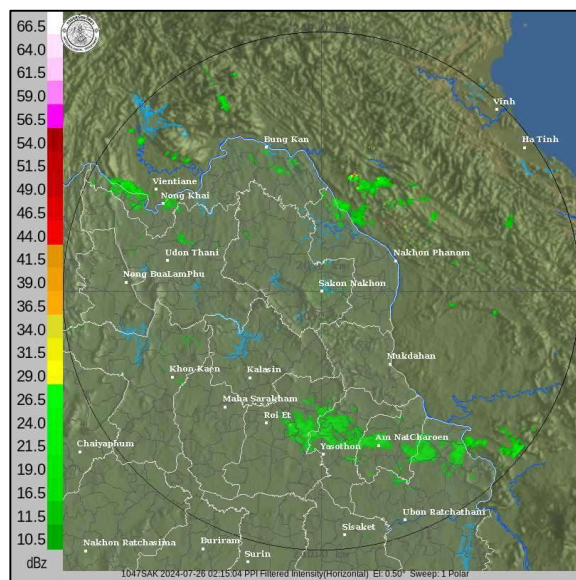 66.5
64.0
61.5
59.0
56.5
54.0
51.5
49.0
46.5
44.0
41.5
39.0
36.5
34.0
31.5
29.0
26.5
24.0
21.5
19.0
16.5
13.5
10.5
dBz
Vinh
Ha Tinh
Bung Kan
Vientiane
Nong Khai
Udon Thani
Nakhon Phanom
Nong BuaLamPhu
Sakon Nakhon
Mukdahan
Khon Kaen
Kalasin
Maha Sarakham
Roi Et
Chaiyaphum
Am NatCharoen
Yosothon
Ubon Ratchathani
Sisaket
Nakhon Ratchasima
Buriram
Surin
1047SAK 2024-07-26 02:15:04 PPI Filtered Intensity(Horizontal) El: 0.50° Sweep: 1 Polar